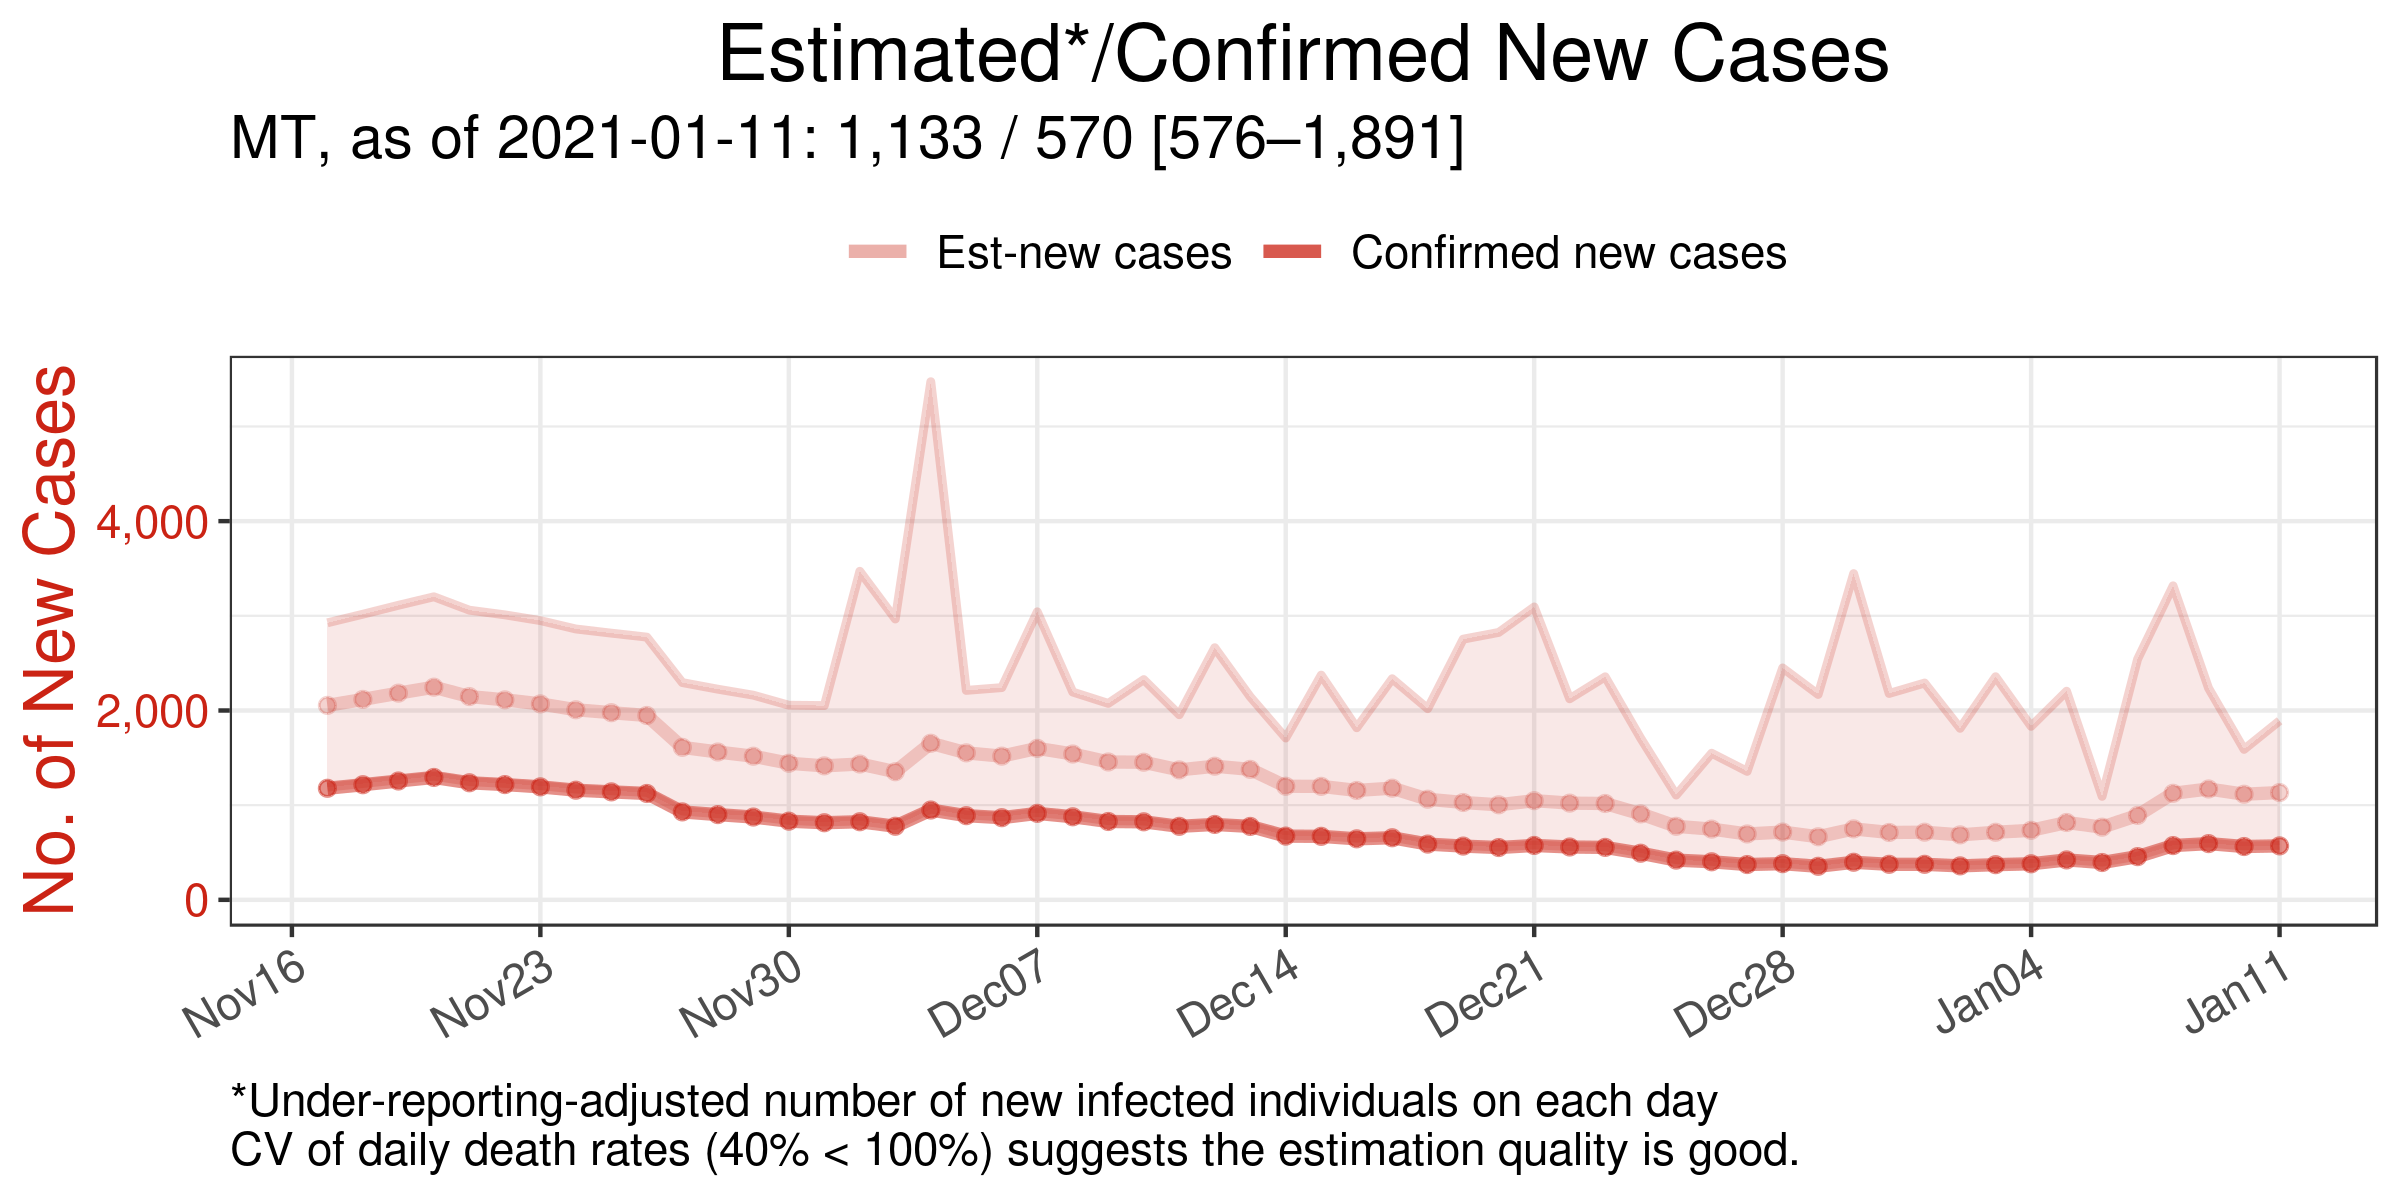 Estimated*/Confirmed New Cases
MT, as of 2021-01-11: 1,133 / 570 [576–1,891]
Est-new cases
Confirmed new cases
No. of New Cases
4,000
2,000
0
Nov16
Nov23
Nov30
Dec07
Dec14
Dec21
Dec28
Jan04
Jan11
*Under-reporting-adjusted number of new infected individuals on each day
CV of daily death rates (40% < 100%) suggests the estimation quality is good.